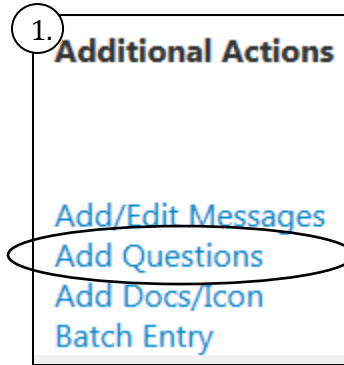 1.
Additional Actions
Add/Edit Messages
Add Questions
Add Docs/Icon
Batch Entry